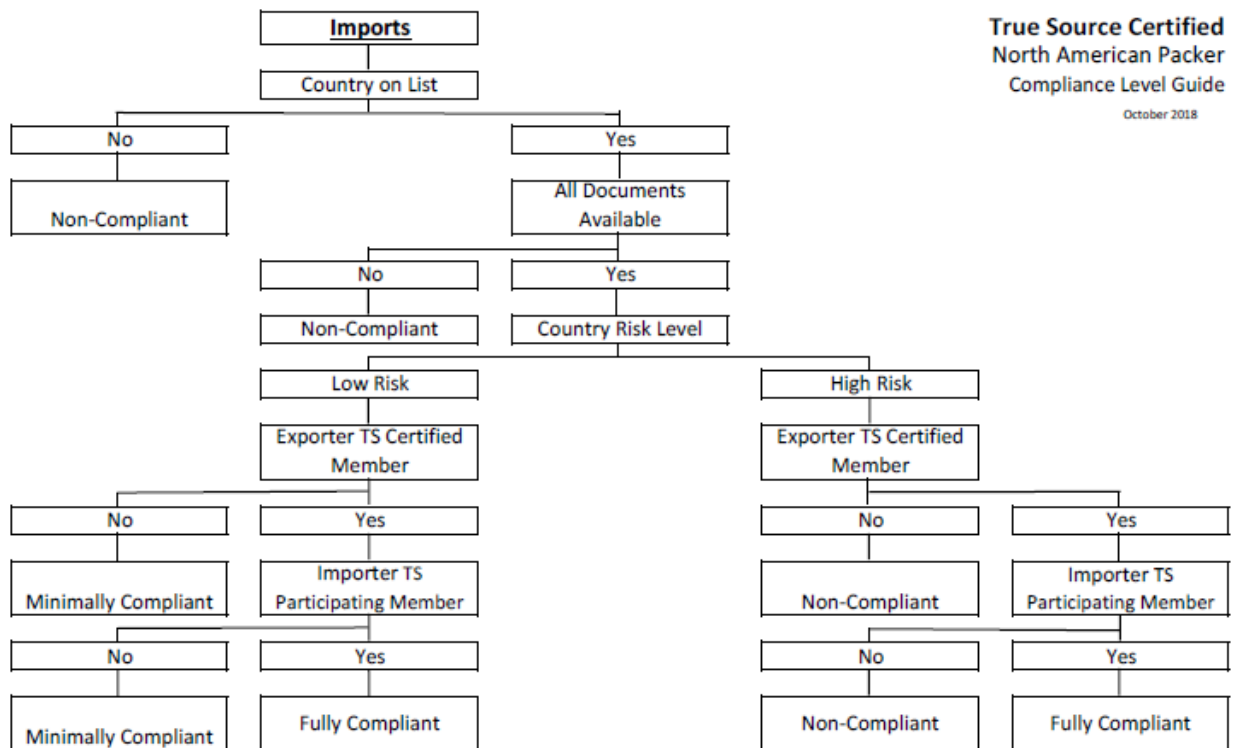 Imports
True Source Certified
North American Packer
Compliance Level Guide
October 2018
Country on List
No
Yes
Non-Compliant
All Documents
Available
No
Yes
Non-Compliant
Country Risk Level
Low Risk
High Risk
Exporter TS Certified
Member
Exporter TS Certified
Member
No
Yes
No
Yes
Minimally Compliant
Importer TS
Participating Member
Non-Compliant
Importer TS
Participating Member
No
Yes
No
Yes
Minimally Compliant
Fully Compliant
Non-Compliant
Fully Compliant